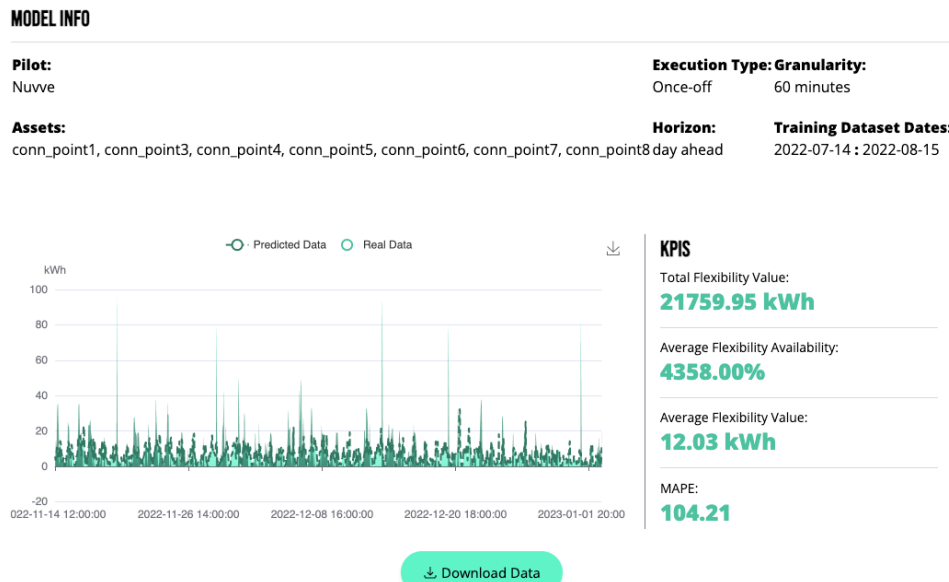 MODEL INFO
Pilot:
Nuvve
Execution Type: Granularity:
Once-off 60 minutes
Assets:
conn_point1, conn_point3, conn_point4, conn_point5, conn_point6, conn_point7, conn_point8
Horizon:
day ahead
Training Dataset Dates:
2022-07-14 : 2022-08-15
Predicted Data Real Data
kWh
100
80
60
40
20
0
-20
022-11-14 12:00:00 2022-11-26 14:00:00 2022-12-08 16:00:00 2022-12-20 18:00:00 2023-01-01 20:00
KPIS
Total Flexibility Value:
21759.95 kWh
Average Flexibility Availability:
4358.00%
Average Flexibility Value:
12.03 kWh
MAPE:
104.21
Download Data